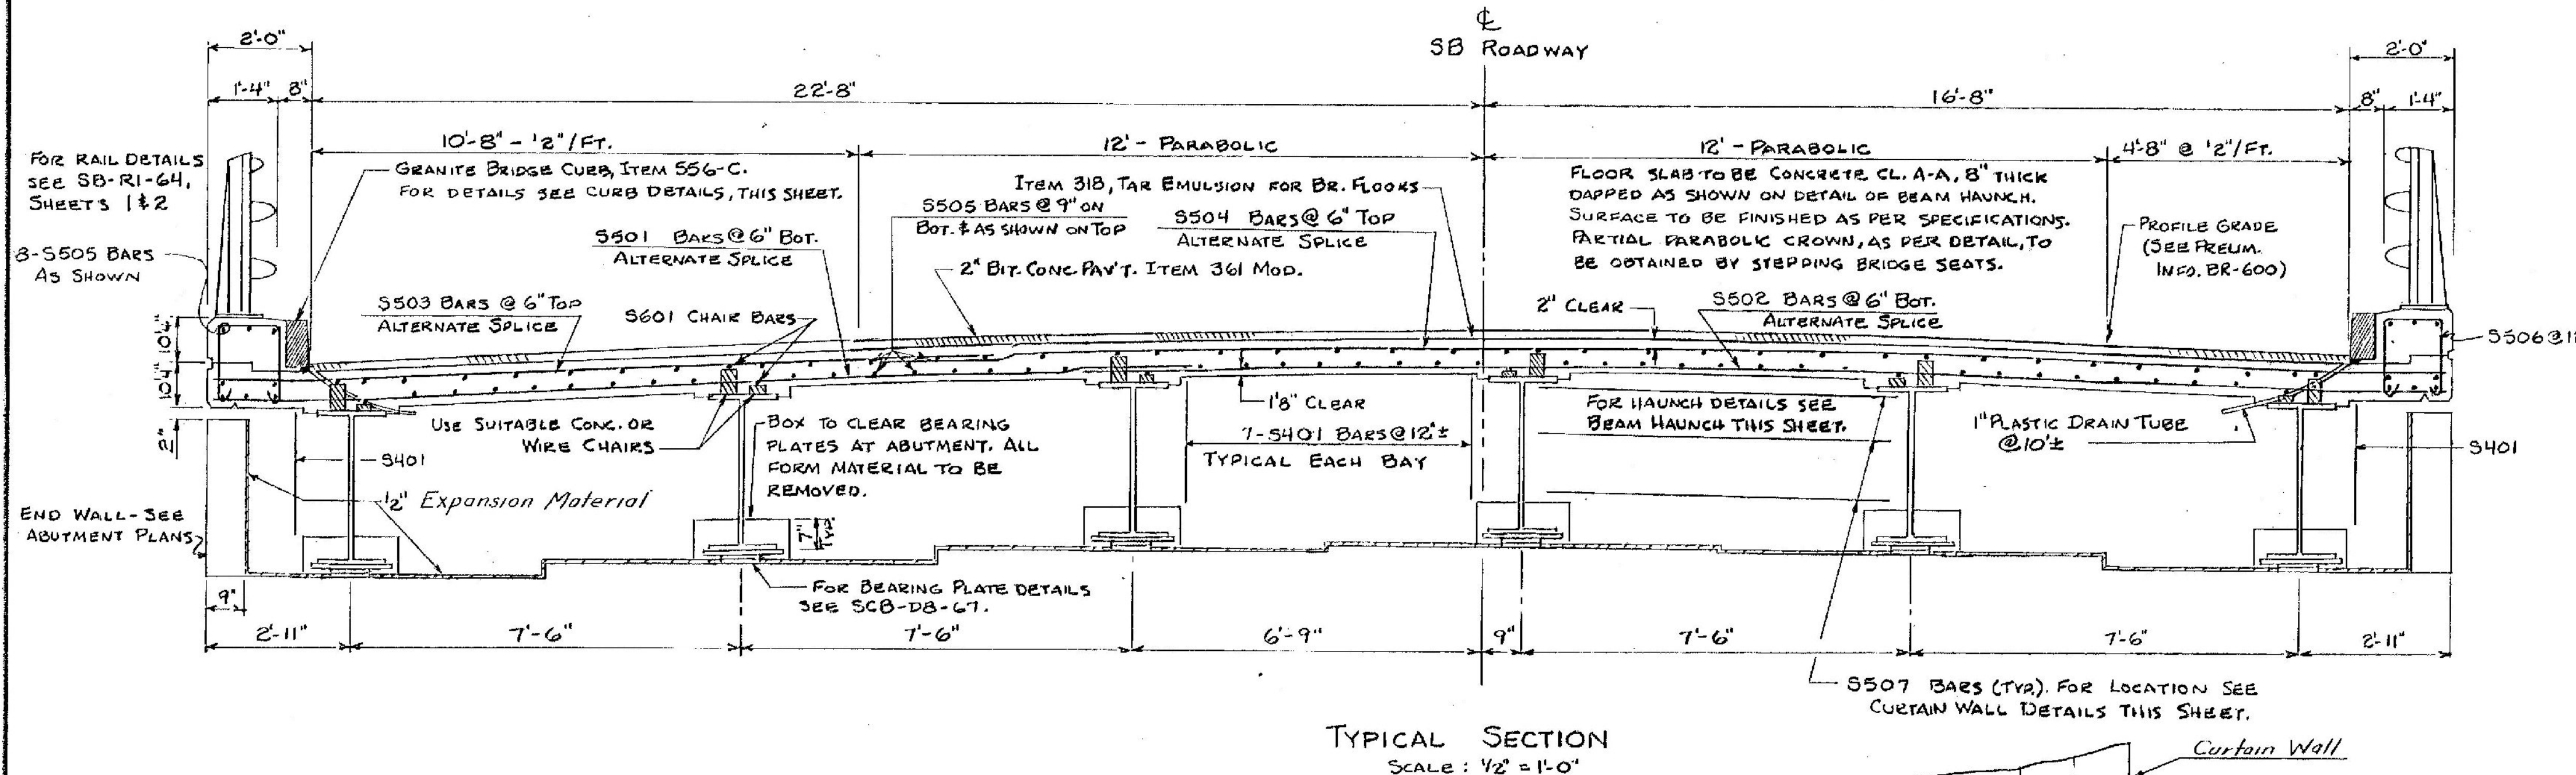 ℄
SB ROADWAY
2'-0"
2'-0"
1'-4"
8"
22'-8"
16'-8"
8"
1'-4"
10'-8" - 1/2"/FT.
12' - PARABOLIC
12' - PARABOLIC
4'-8" @ 1/2"/FT.
FOR RAIL DETAILS
SEE SB-R1-64,
SHEETS 1 & 2
GRANITE BRIDGE CURB, ITEM 556-C.
FOR DETAILS SEE CURB DETAILS, THIS SHEET.
ITEM 318, TAR EMULSION FOR BR. FLOORS
FLOOR SLAB TO BE CONCRETE CL. A-A, 8" THICK
DAPPED AS SHOWN ON DETAIL OF BEAM HAUNCH.
SURFACE TO BE FINISHED AS PER SPECIFICATIONS.
PARTIAL PARABOLIC CROWN, AS PER DETAIL, TO
BE OBTAINED BY STEPPING BRIDGE SEATS.
PROFILE GRADE
(SEE PRELIM.
INFO. BR-600)
8-S505 BARS
AS SHOWN
S501 BARS @ 6" BOT.
ALTERNATE SPLICE
S505 BARS @ 9" ON
BOT. & AS SHOWN ON TOP
S504 BARS @ 6" TOP
ALTERNATE SPLICE
2" BIT. CONC. PAV'T. ITEM 361 MOD.
S503 BARS @ 6" TOP
ALTERNATE SPLICE
S601 CHAIR BARS
2" CLEAR
S502 BARS @ 6" BOT.
ALTERNATE SPLICE
S506 @ 12
2"
USE SUITABLE CONC. OR
WIRE CHAIRS
BOX TO CLEAR BEARING
PLATES AT ABUTMENT. ALL
FORM MATERIAL TO BE
REMOVED.
CLEAR
7-S401 BARS @ 12"±
TYPICAL EACH BAY
FOR HAUNCH DETAILS SEE
BEAM HAUNCH THIS SHEET.
1" PLASTIC DRAIN TUBE
@ 10'±
S401
S401
1/2" Expansion Material
END WALL - SEE
ABUTMENT PLANS
7"
TYP.
FOR BEARING PLATE DETAILS
SEE SCB-D8-67.
9"
2'-11"
7'-6"
7'-6"
6'-9"
9"
7'-6"
7'-6"
2'-11"
S507 BARS (TYP.). FOR LOCATION SEE
CURTAIN WALL DETAILS THIS SHEET.
TYPICAL SECTION
SCALE: 1/2" = 1'-0"
Curtain Wall